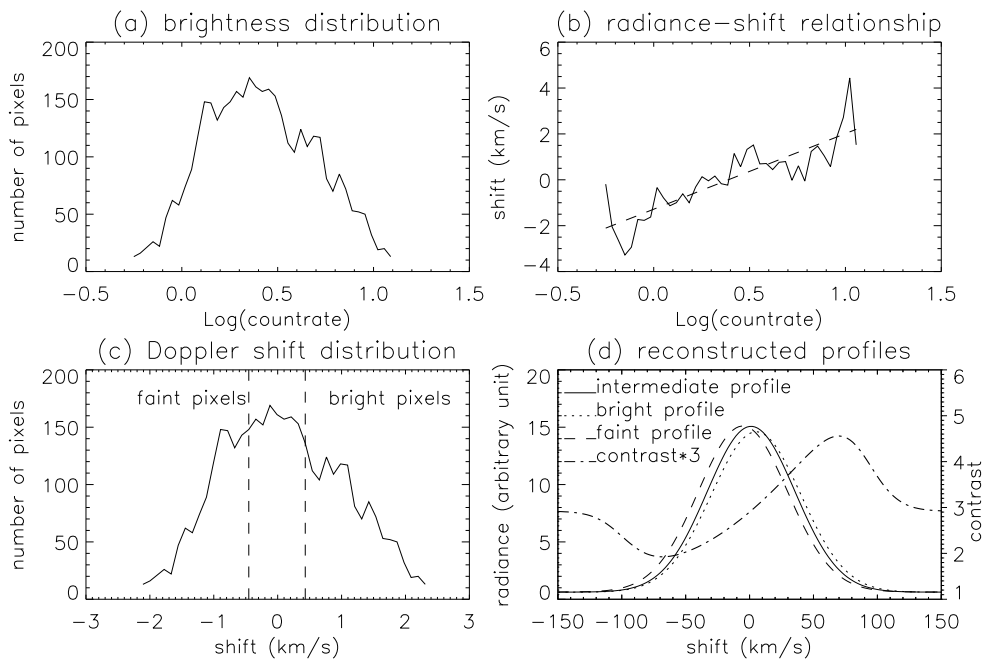 (a) brightness distribution
number of pixels
200
150
100
50
0
-0.5 0.0 0.5 1.0 1.5
Log(countrate)
(b) radiance-shift relationship
shift (km/s)
6
4
2
0
-2
-4
-0.5 0.0 0.5 1.0 1.5
Log(countrate)
(c) Doppler shift distribution
number of pixels
200
150
100
50
0
faint pixels
bright pixels
-3 -2 -1 0 1 2 3
shift (km/s)
(d) reconstructed profiles
radiance (arbitrary unit)
20
15
10
5
0
intermediate profile
bright profile
faint profile
contrast*3
6
5
4
3
2
1
contrast
-150 -100 -50 0 50 100 150
shift (km/s)